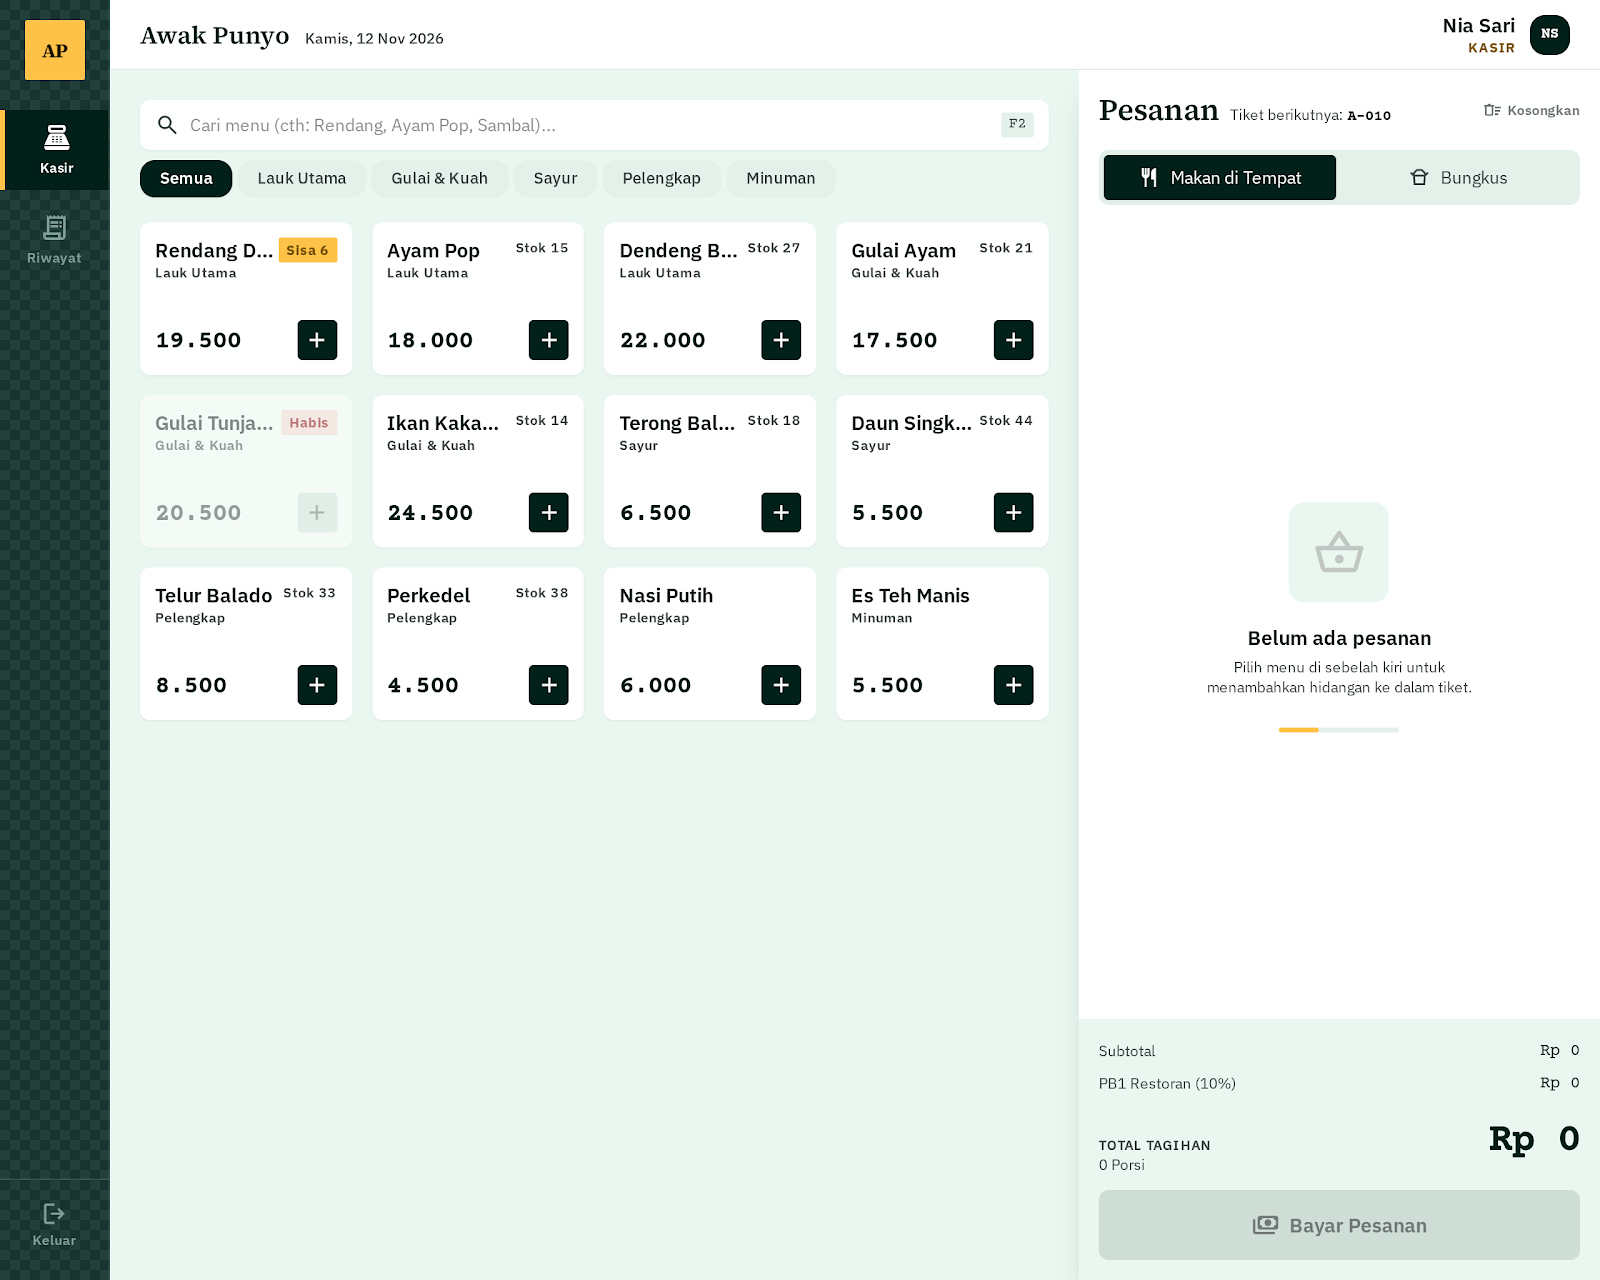 AP
Kasir
Riwayat
Keluar
Awak Punyo
Kamis, 12 Nov 2026
Nia Sari
KASIR
NS
Cari menu (cth: Rendang, Ayam Pop, Sambal)...
F2
Semua
Lauk Utama
Gulai & Kuah
Sayur
Pelengkap
Minuman
Rendang D...
Sisa 6
Lauk Utama
19.500
Ayam Pop
Stok 15
Lauk Utama
18.000
Dendeng B...
Stok 27
Lauk Utama
22.000
Gulai Ayam
Stok 21
Gulai & Kuah
17.500
Gulai Tunja...
Habis
Gulai & Kuah
20.500
Ikan Kaka...
Stok 14
Gulai & Kuah
24.500
Terong Bal...
Stok 18
Sayur
6.500
Daun Singk...
Stok 44
Sayur
5.500
Telur Balado
Stok 33
Pelengkap
8.500
Perkedel
Stok 38
Pelengkap
4.500
Nasi Putih
Pelengkap
6.000
Es Teh Manis
Minuman
5.500
Pesanan
Tiket berikutnya: A-010
Kosongkan
Makan di Tempat
Bungkus
Belum ada pesanan
Pilih menu di sebelah kiri untuk
menambahkan hidangan ke dalam tiket.
Subtotal
Rp 0
PB1 Restoran (10%)
Rp 0
TOTAL TAGIHAN
0 Porsi
Rp 0
Bayar Pesanan